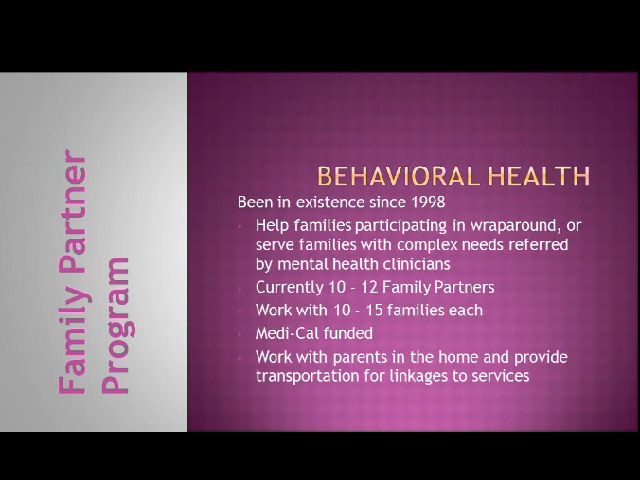 Family Partner
Program
BEHAVIORAL HEALTH
Been in existence since 1998
Help families participating in wraparound, or
serve families with complex needs referred
by mental health clinicians
Currently 10 - 12 Family Partners
Work with 10 - 15 families each
Medi-Cal funded
Work with parents in the home and provide
transportation for linkages to services